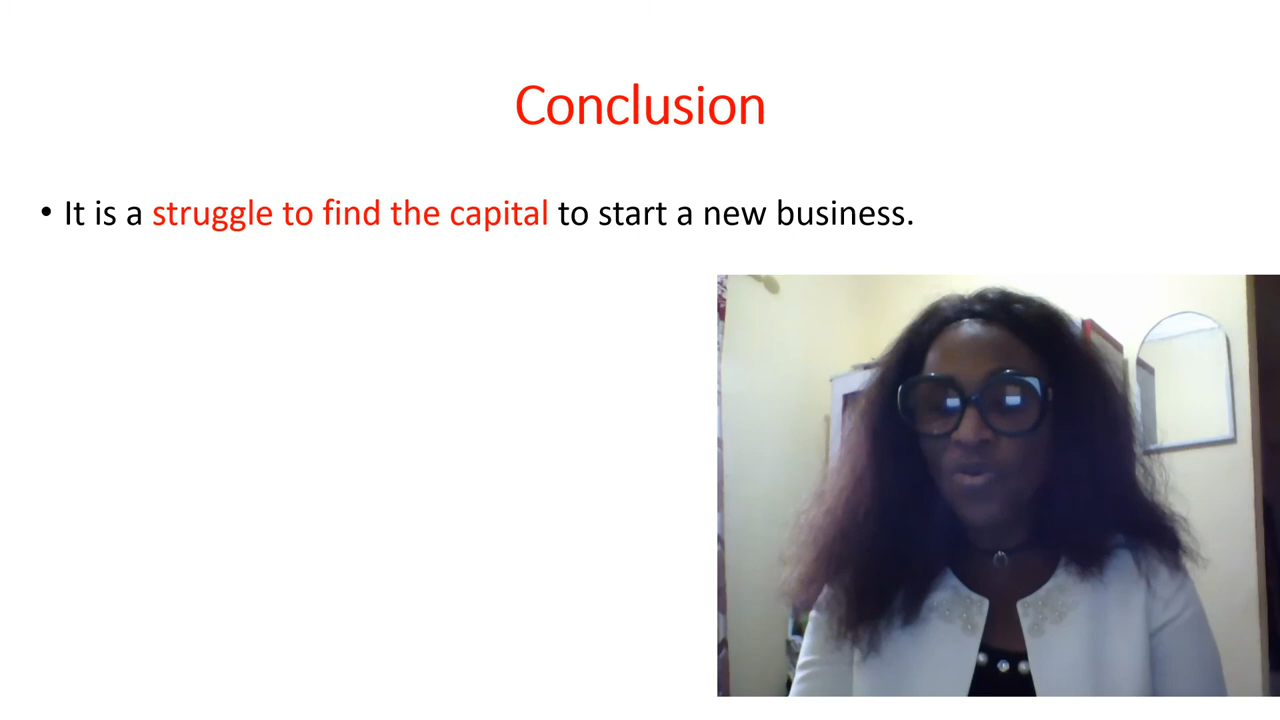 Conclusion
• It is a struggle to find the capital to start a new business.